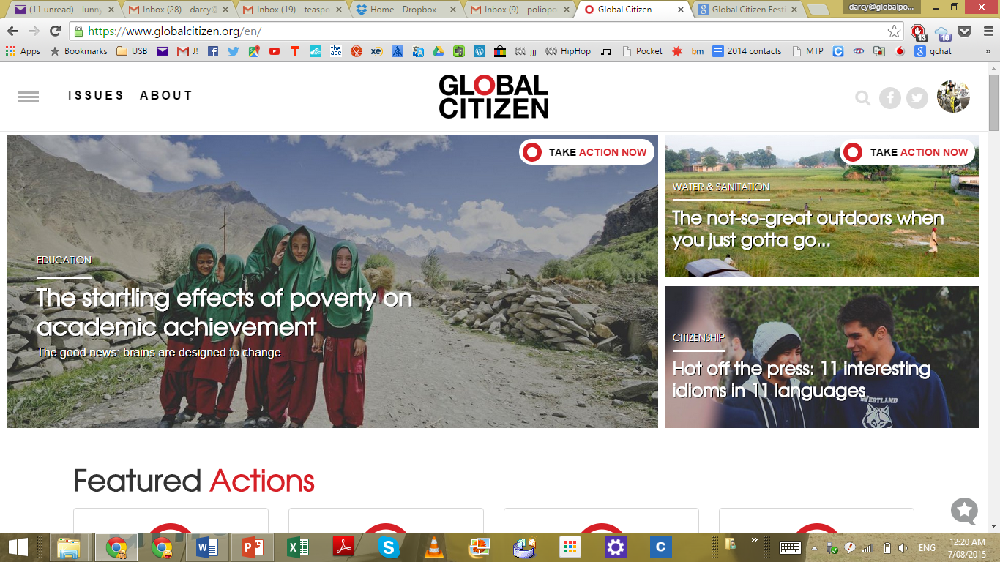 (11 unread) - lunny
Inbox (28) - darcy@
Inbox (19) - teaspo
Home - Dropbox
Inbox (9) - poliopo
Global Citizen
Global Citizen Festi
darcy@globalpo...
https://www.globalcitizen.org/en/
13
16
Apps
Bookmarks
USB
J!
the age
xe
jjj
HipHop
Pocket
bm
2014 contacts
MTP
gchat
»
ISSUES
ABOUT
GLOBAL
CITIZEN
TAKE ACTION NOW
EDUCATION
The startling effects of poverty on
academic achievement
The good news: brains are designed to change.
TAKE ACTION NOW
WATER & SANITATION
The not-so-great outdoors when
you just gotta go...
CITIZENSHIP
Hot off the press: 11 interesting
idioms in 11 languages
WESTLAND
Featured Actions
ENG
12:20 AM
7/08/2015